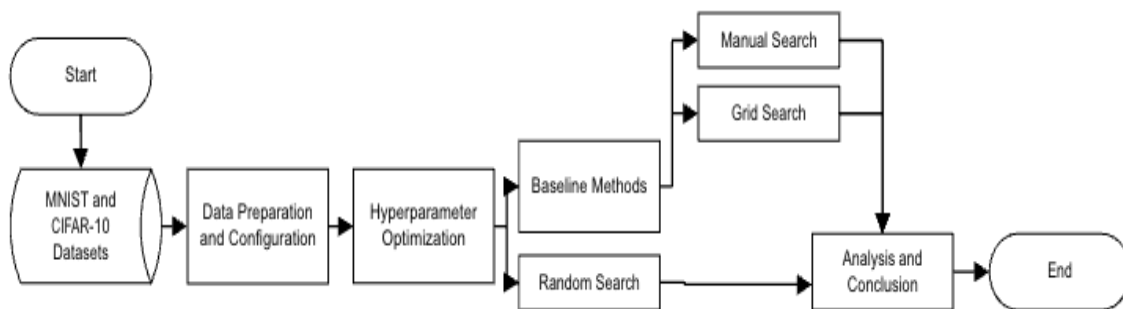 Start
MNIST and
CIFAR-10
Datasets
Data Preparation
and Configuration
Hyperparameter
Optimization
Baseline Methods
Random Search
Manual Search
Grid Search
Analysis and
Conclusion
End